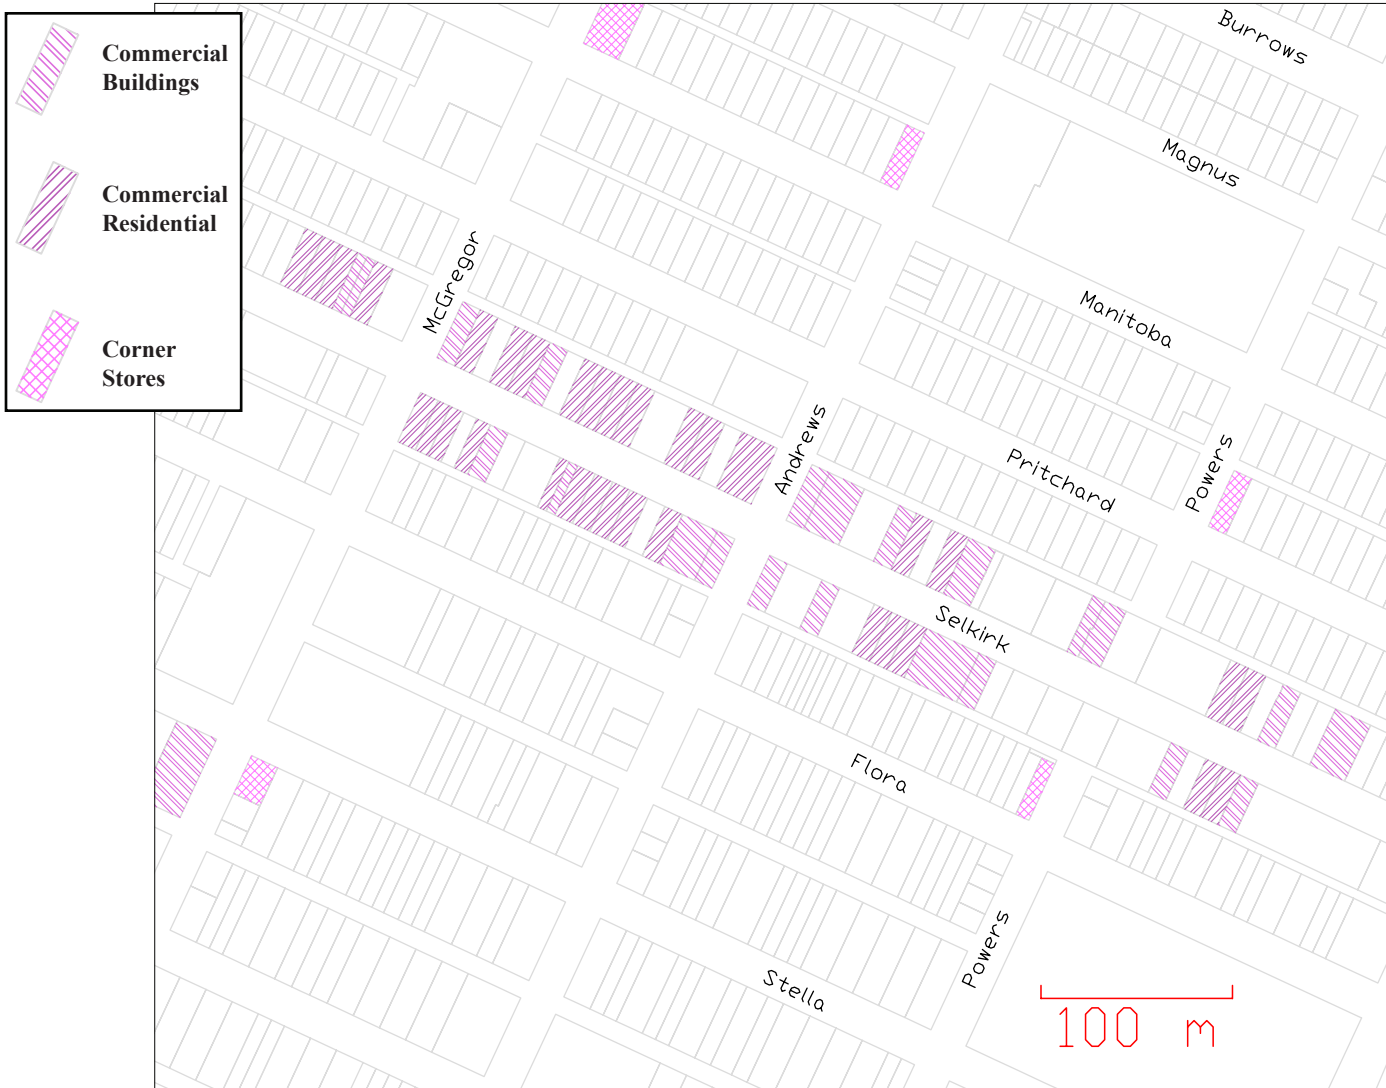 Commercial
Buildings
Commercial
Residential
Corner
Stores
Burrows
Magnus
McGregor
Manitoba
Andrews
Pritchard
Powers
Selkirk
Flora
Powers
Stella
100 m